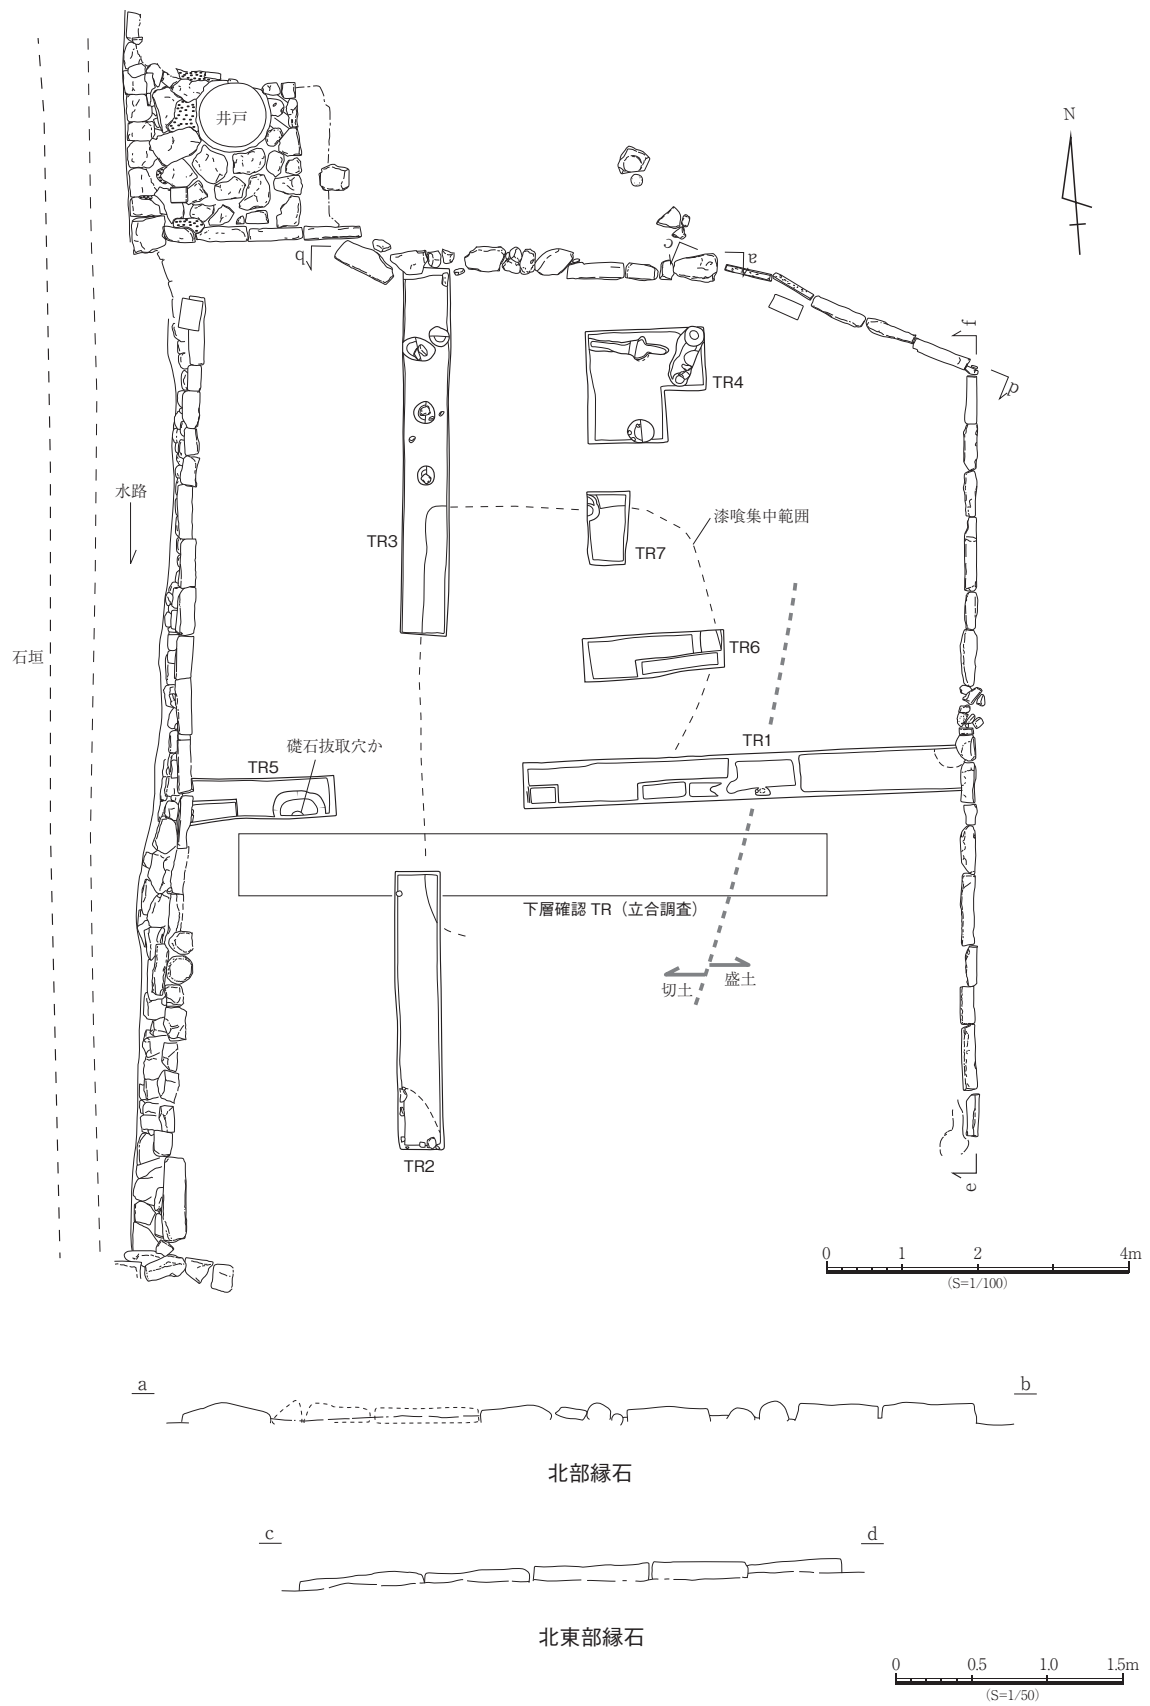 井戸
N
b
c
a
f
d
TR4
水路
漆喰集中範囲
TR3
TR7
石垣
TR6
礎石抜取穴か
TR1
TR5
下層確認 TR（立合調査）
切土
盛土
TR2
e
0 1 2 4m
（S=1/100）
a b
北部縁石
c d
北東部縁石
0 0.5 1.0 1.5m
（S=1/50）